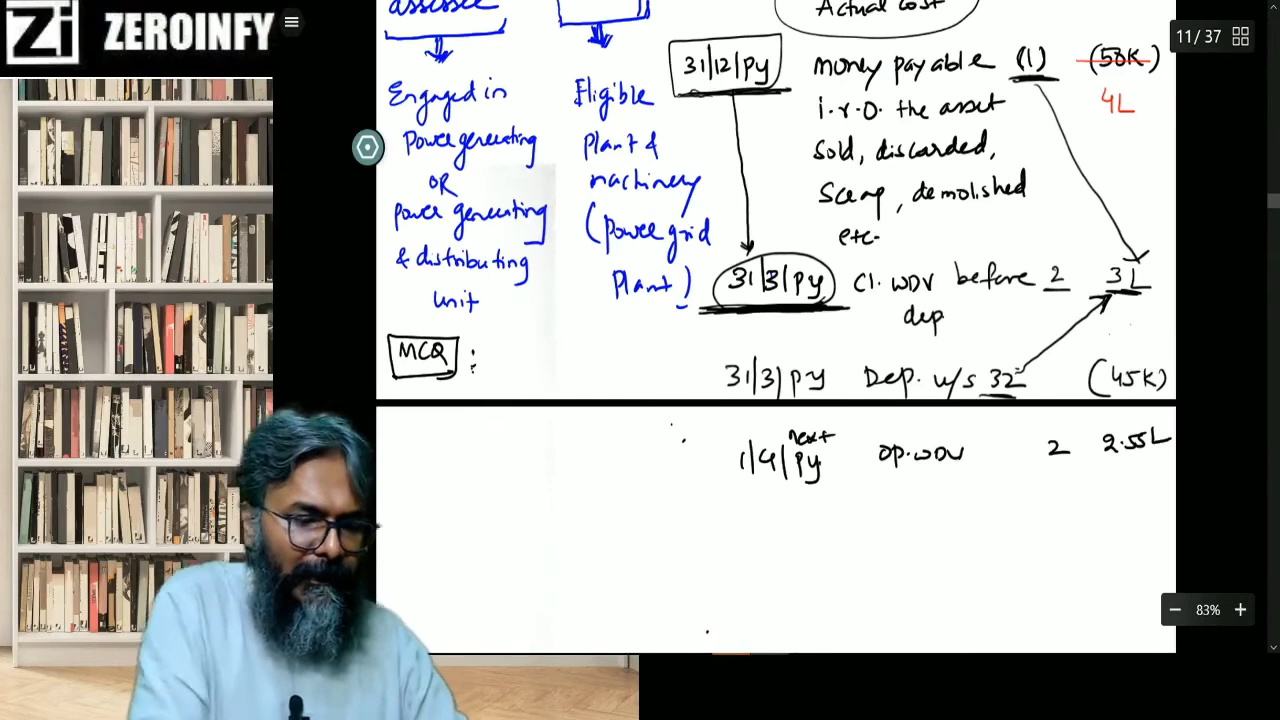 Zi ZEROINFY
11 / 37
assessee
Engaged in
Power generating
OR
Power generating
& distributing
unit
MCQ :
Eligible
plant &
machinery
(power grid
Plant)
Actual cost
31/12/py money payable (1) (50K)
4L
i.r.o. the asset
Sold, discarded,
Scrap, demolished
etc.
31/3/py Cl. WDV before 2 3L
dep
31/3/py Dep. u/s 32 (45K)
1/4/ next py op. WDV 2 2.55L
83%